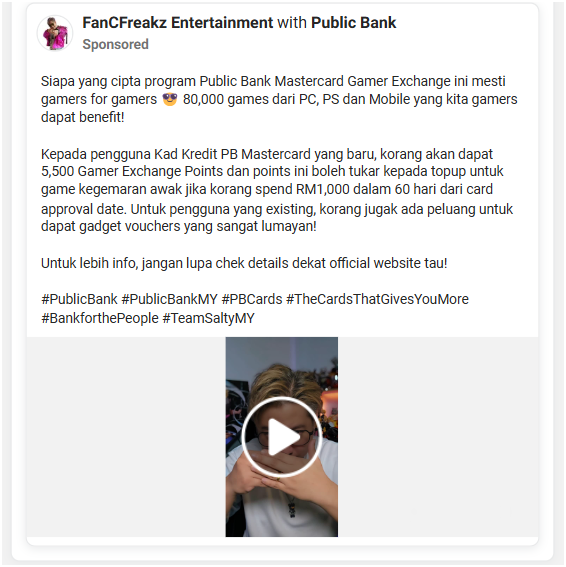 FanCFreakz Entertainment with Public Bank
Sponsored
Siapa yang cipta program Public Bank Mastercard Gamer Exchange ini mesti
gamers for gamers 😎 80,000 games dari PC, PS dan Mobile yang kita gamers
dapat benefit!
Kepada pengguna Kad Kredit PB Mastercard yang baru, korang akan dapat
5,500 Gamer Exchange Points dan points ini boleh tukar kepada topup untuk
game kegemaran awak jika korang spend RM1,000 dalam 60 hari dari card
approval date. Untuk pengguna yang existing, korang jugak ada peluang untuk
dapat gadget vouchers yang sangat lumayan!
Untuk lebih info, jangan lupa chek details dekat official website tau!
#PublicBank #PublicBankMY #PBCards #TheCardsThatGivesYouMore
#BankforthePeople #TeamSaltyMY